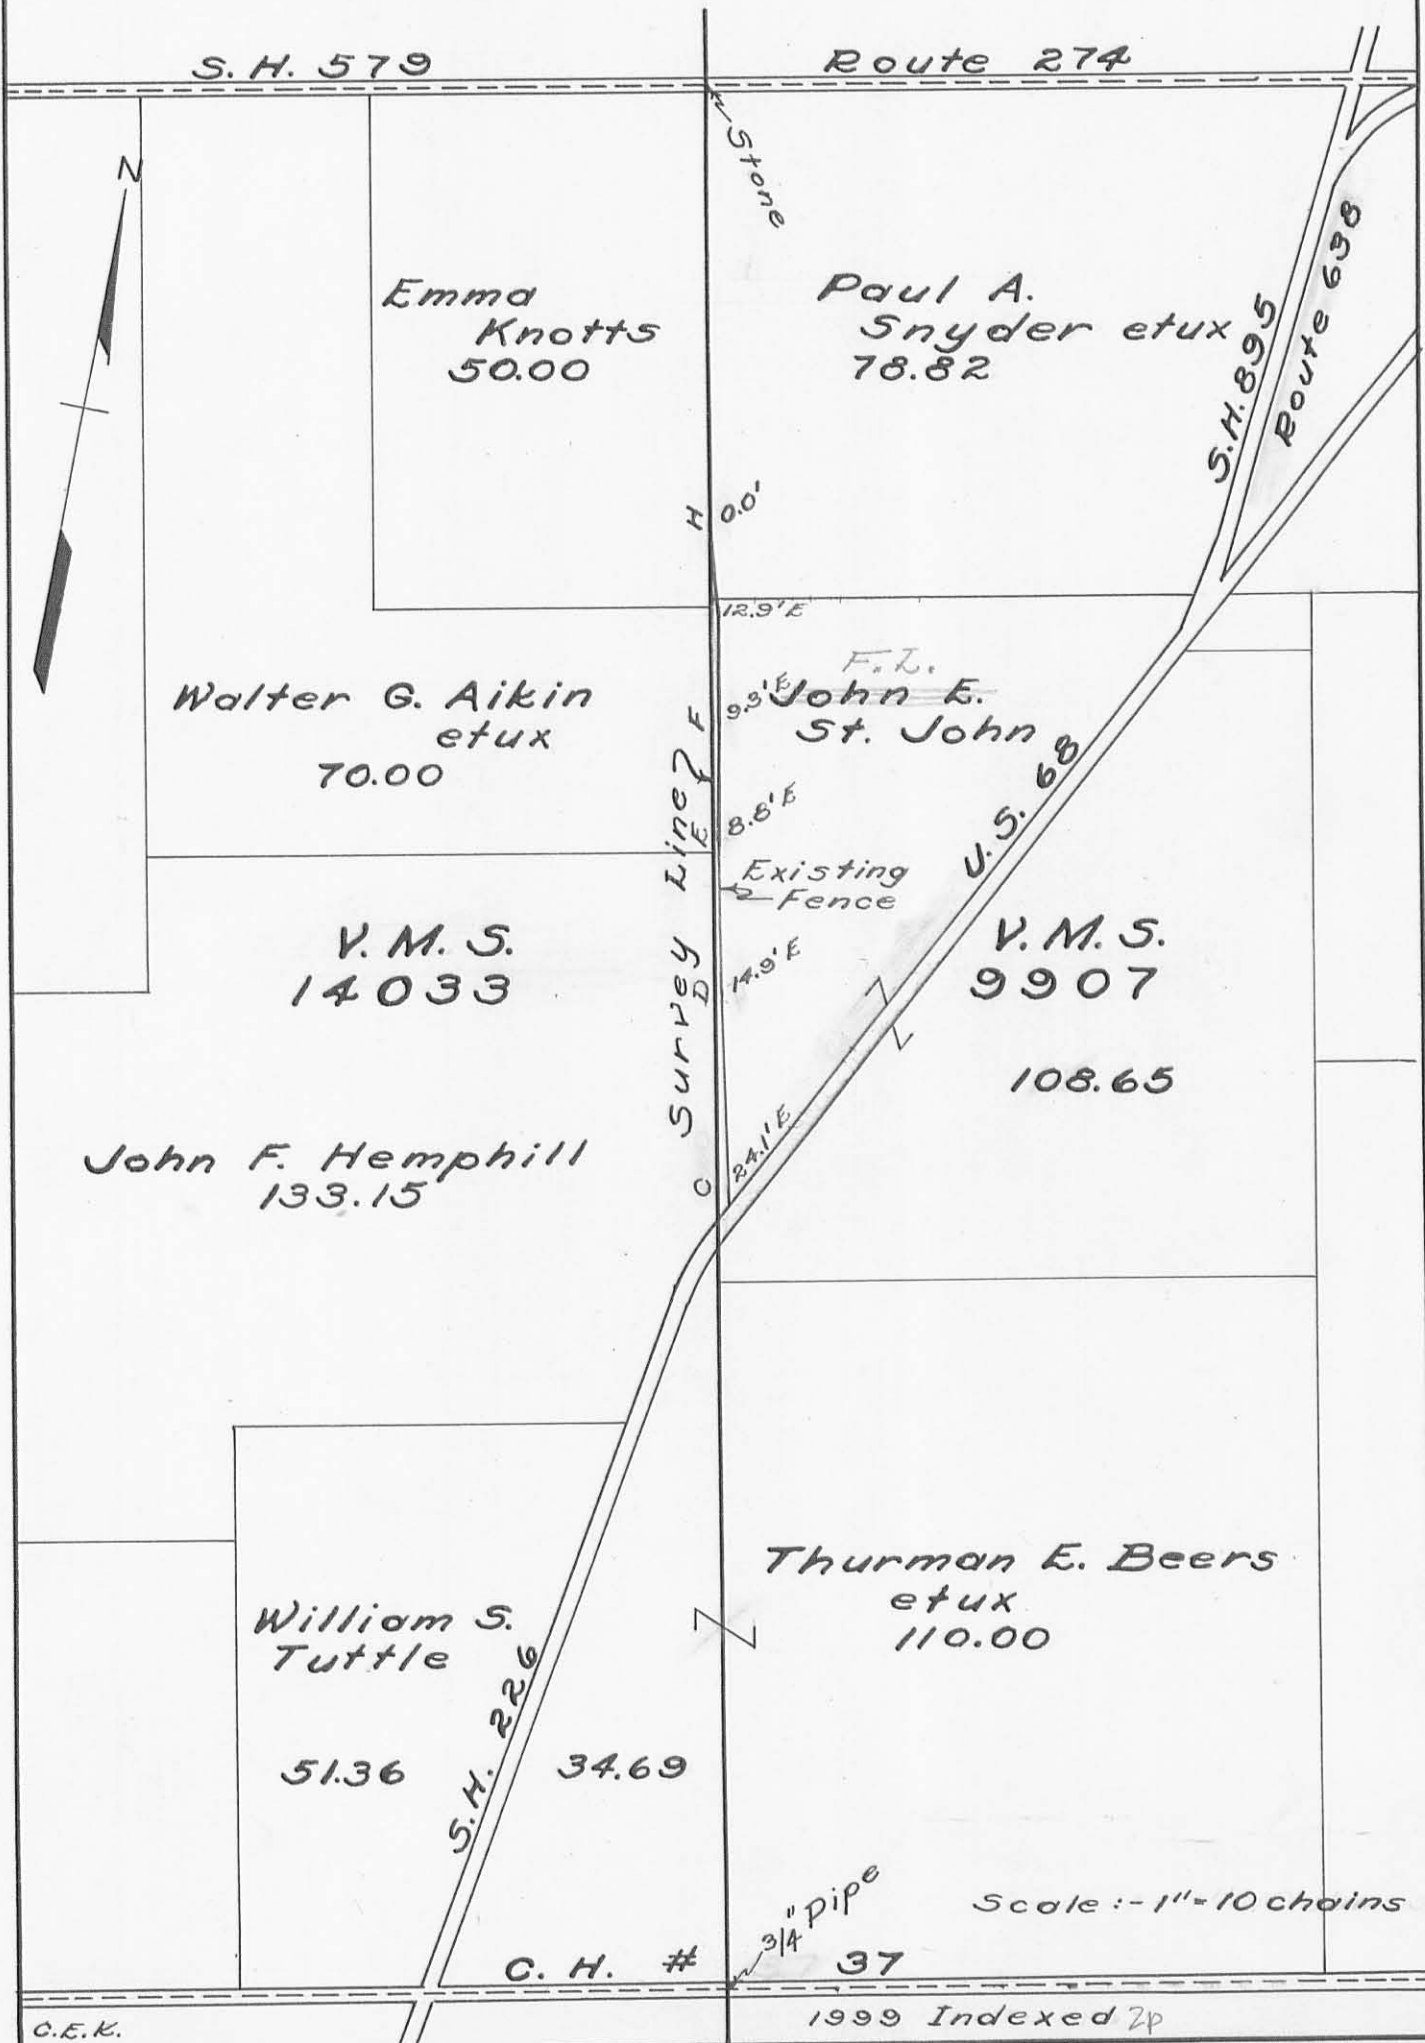 S. H. 579
Route 274
N
Stone
Emma
Knotts
50.00
Paul A.
Snyder etux
78.82
S.H. 895
Route 638
H 0.0'
12.9'E
F.L.
John E.
St. John
Walter G. Aikin
etux
70.00
F 9.3'E
E 8.8'E
Survey Line
Existing
Fence
U. S. 68
D 14.9'E
V. M. S.
14033
V. M. S.
9907
108.65
C 24.1'E
John F. Hemphill
133.15
Thurman E. Beers
etux
110.00
William S.
Tuttle
51.36
S. H. 226
34.69
3/4" Pipe
Scale :- 1" = 10 chains
C. H. # 37
C.E.K.
1999 Indexed